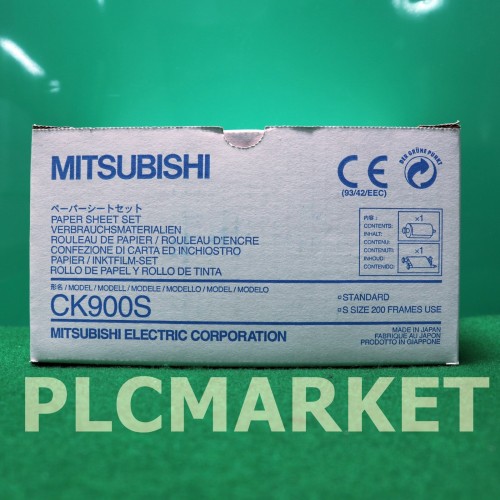 MITSUBISHI
ペーパーシートセット
PAPER SHEET SET
VERBRAUCHSMATERIALIEN
ROULEAU DE PAPIER / ROULEAU D'ENCRE
CONFEZIONE DI CARTA ED INCHIOSTRO
PAPIER / INKTFILM-SET
ROLLO DE PAPEL Y ROLLO DE TINTA
形名 / MODEL / MODELL / MODELE / MODELLO / MODEL / MODELO
CK900S
MITSUBISHI ELECTRIC CORPORATION
CE
(93/42/EEC)
DER GRÜNE PUNKT
内容:
CONTENTS:
INHALT:
CONTENU:
CONTENUTI:
INHOUD:
CONTENIDO:
×1
×1
¤STANDARD
¤S SIZE 200 FRAMES USE
MADE IN JAPAN
FABRIQUE AU JAPON
PRODOTTO IN GIAPPONE
PLCMARKET